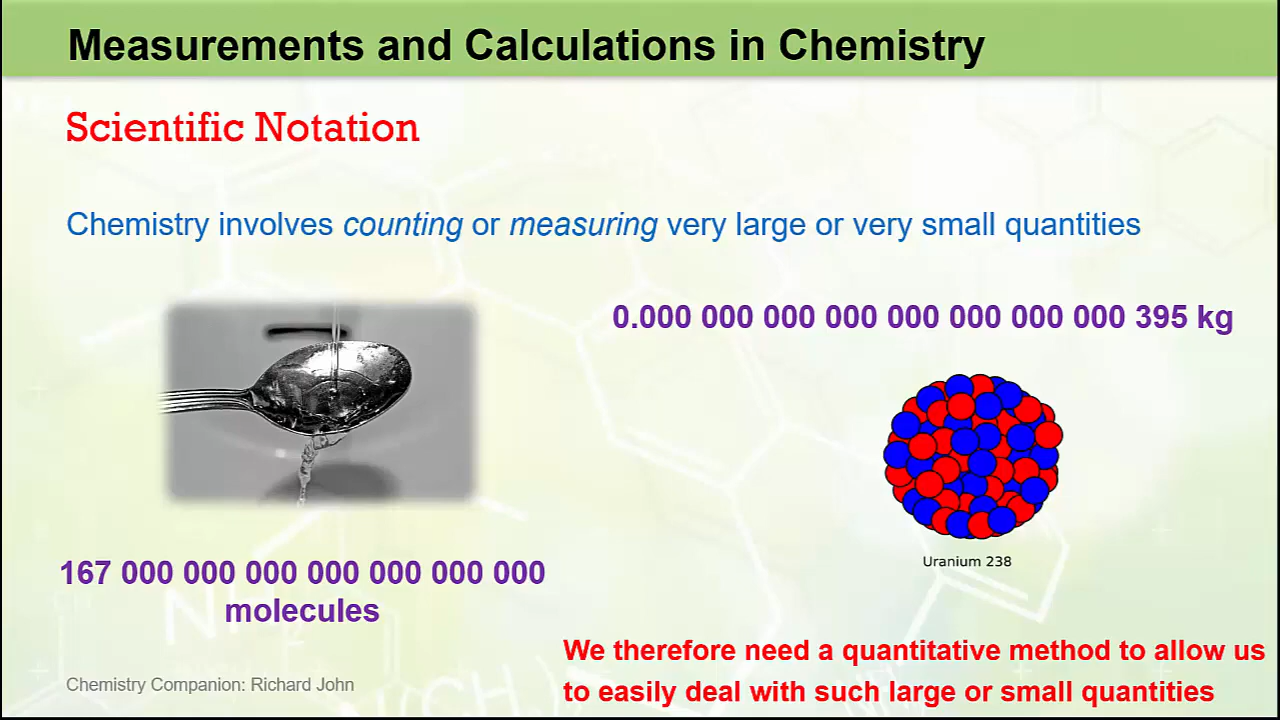 Measurements and Calculations in Chemistry
Scientific Notation
Chemistry involves counting or measuring very large or very small quantities
0.000 000 000 000 000 000 000 000 395 kg
Uranium 238
167 000 000 000 000 000 000 000
molecules
We therefore need a quantitative method to allow us
to easily deal with such large or small quantities
Chemistry Companion: Richard John